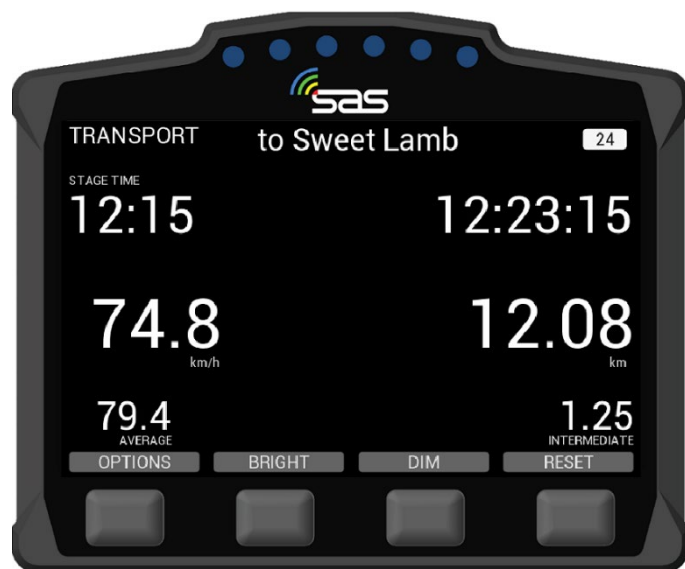 sas
TRANSPORT to Sweet Lamb 24
STAGE TIME
12:15 12:23:15
74.8 12.08
km/h km
79.4 1.25
AVERAGE INTERMEDIATE
OPTIONS BRIGHT DIM RESET